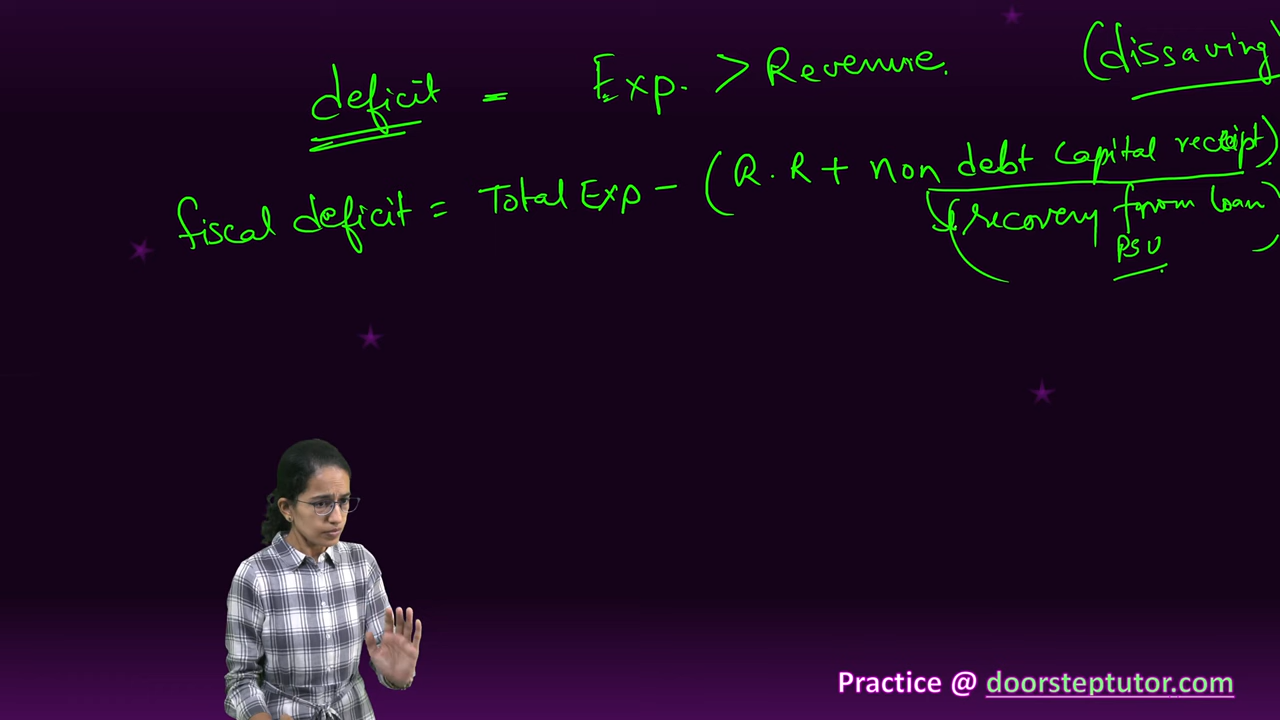 deficit = Exp. > Revenue. (dissaving)
fiscal deficit = Total Exp - (R.R + non debt capital receipt)
(recovery from loan)
PSU
Practice @ doorsteptutor.com